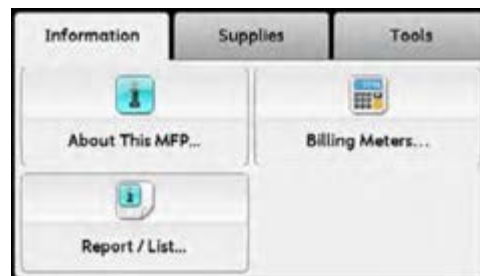 Information Supplies Tools
About This MFP... Billing Meters...
Report / List...